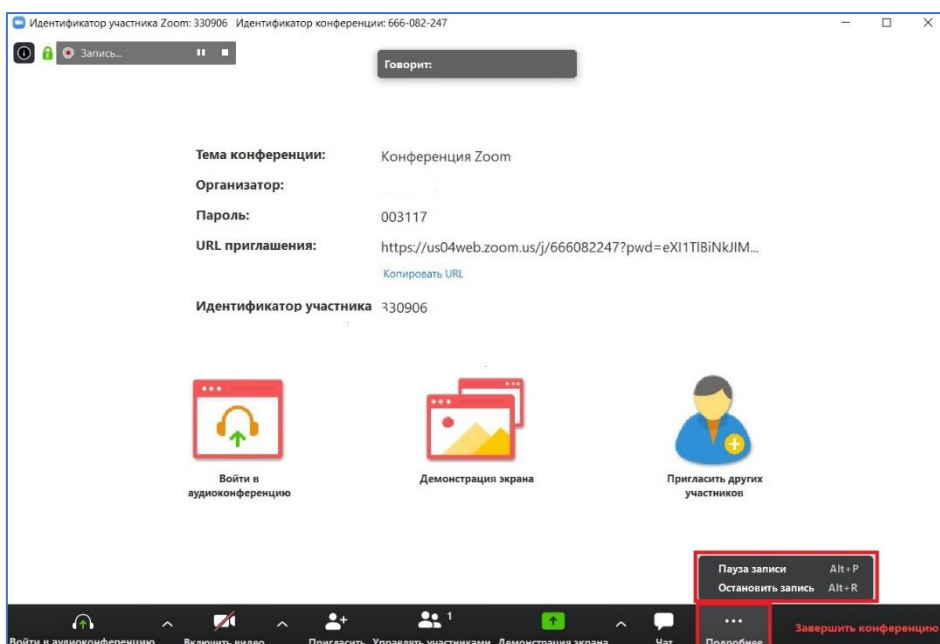 Идентификатор участника Zoom: 330906 Идентификатор конференции: 666-082-247
Запись...
Говорит:
Тема конференции: Конференция Zoom
Организатор:
Пароль: 003117
URL приглашения: https://us04web.zoom.us/j/666082247?pwd=eXI1TlBiNkJIM...
Копировать URL
Идентификатор участника 330906
Войти в
аудиоконференцию
Демонстрация экрана
Пригласить других
участников
Пауза записи Alt+P
Остановить запись Alt+R
1
Войти в аудиоконференцию Включить видео Пригласить Управлять участниками Демонстрация экрана Чат Подробнее Завершить конференцию